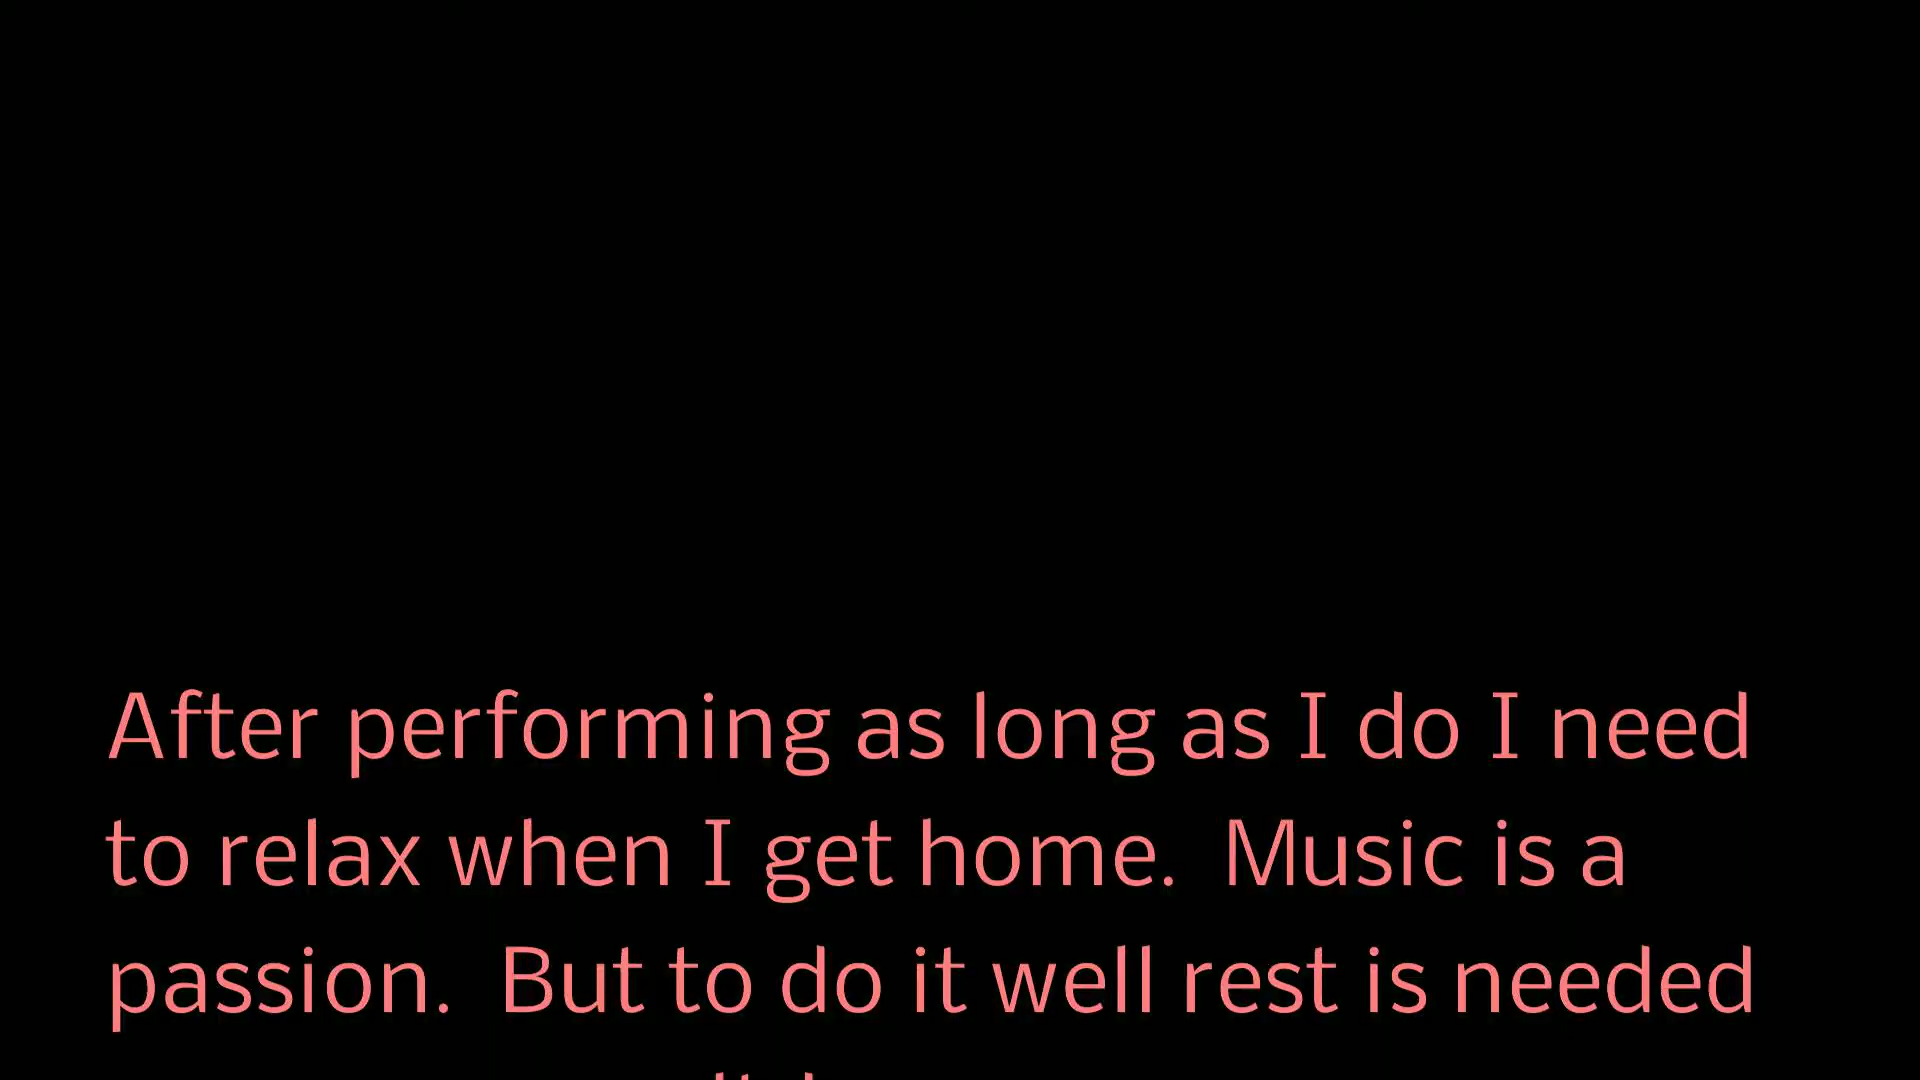 After performing as long as I do I need
to relax when I get home.  Music is a
passion.  But to do it well rest is needed